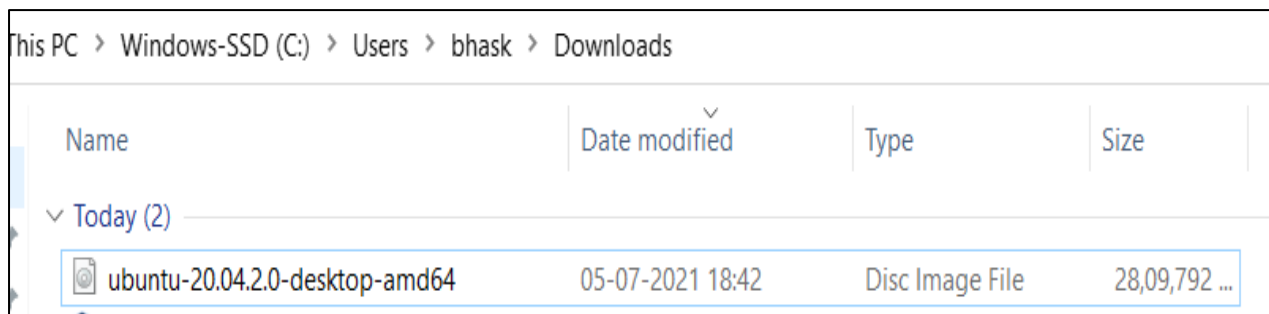 This PC > Windows-SSD (C:) > Users > bhask > Downloads
Name Date modified Type Size
Today (2)
ubuntu-20.04.2.0-desktop-amd64 05-07-2021 18:42 Disc Image File 28,09,792 ...